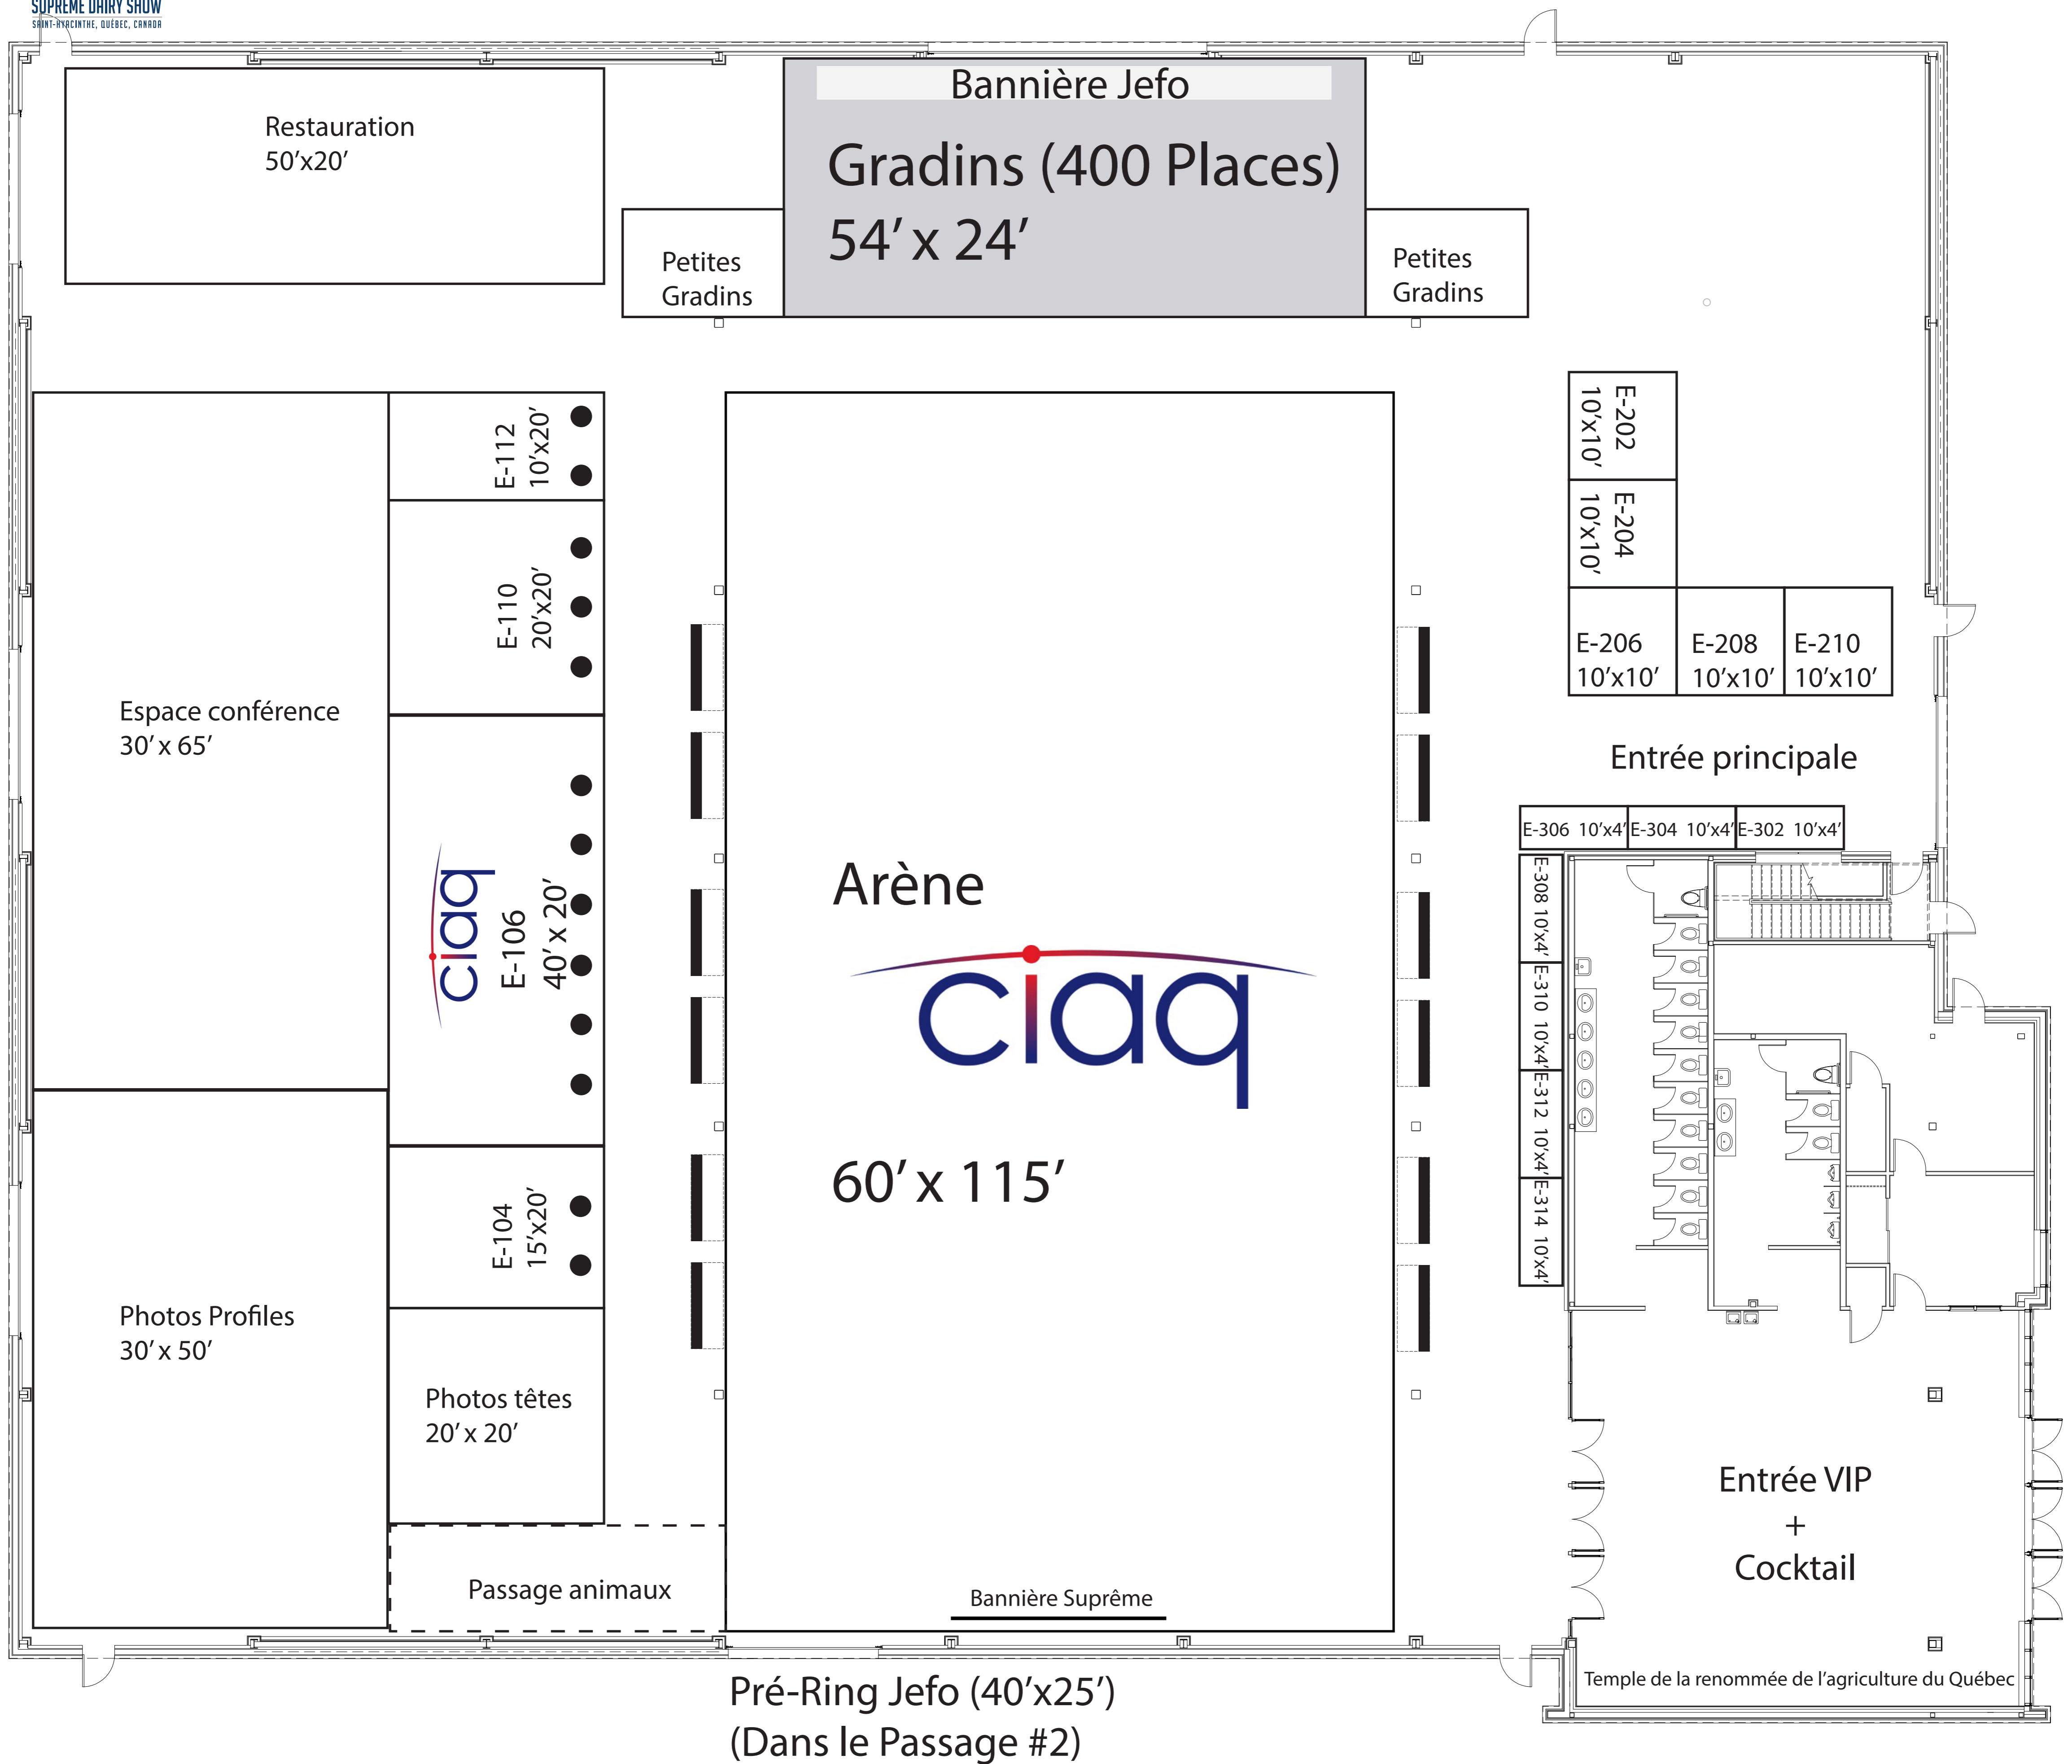 SUPREME DAIRY SHOW
SAINT-HYACINTHE, QUÉBEC, CANADA
Bannière Jefo
Gradins (400 Places)
54’ x 24’
Restauration
50’x20’
Petites
Gradins
Petites
Gradins
E-112
10’x20’
E-110
20’x20’
E-202
10’x10’
E-204
10’x10’
E-206
10’x10’
E-208
10’x10’
E-210
10’x10’
Espace conférence
30’ x 65’
Entrée principale
E-306 10’x4’
E-304 10’x4’
E-302 10’x4’
ciaq
E-106
40’ x 20’
Arène
ciaq
60’ x 115’
E-308 10’x4’
E-310 10’x4’
E-312 10’x4’
E-314 10’x4’
E-104
15’x20’
Photos Profiles
30’ x 50’
Photos têtes
20’ x 20’
Entrée VIP
+
Cocktail
Passage animaux
Bannière Suprême
Temple de la renommée de l’agriculture du Québec
Pré-Ring Jefo (40’x25’)
(Dans le Passage #2)